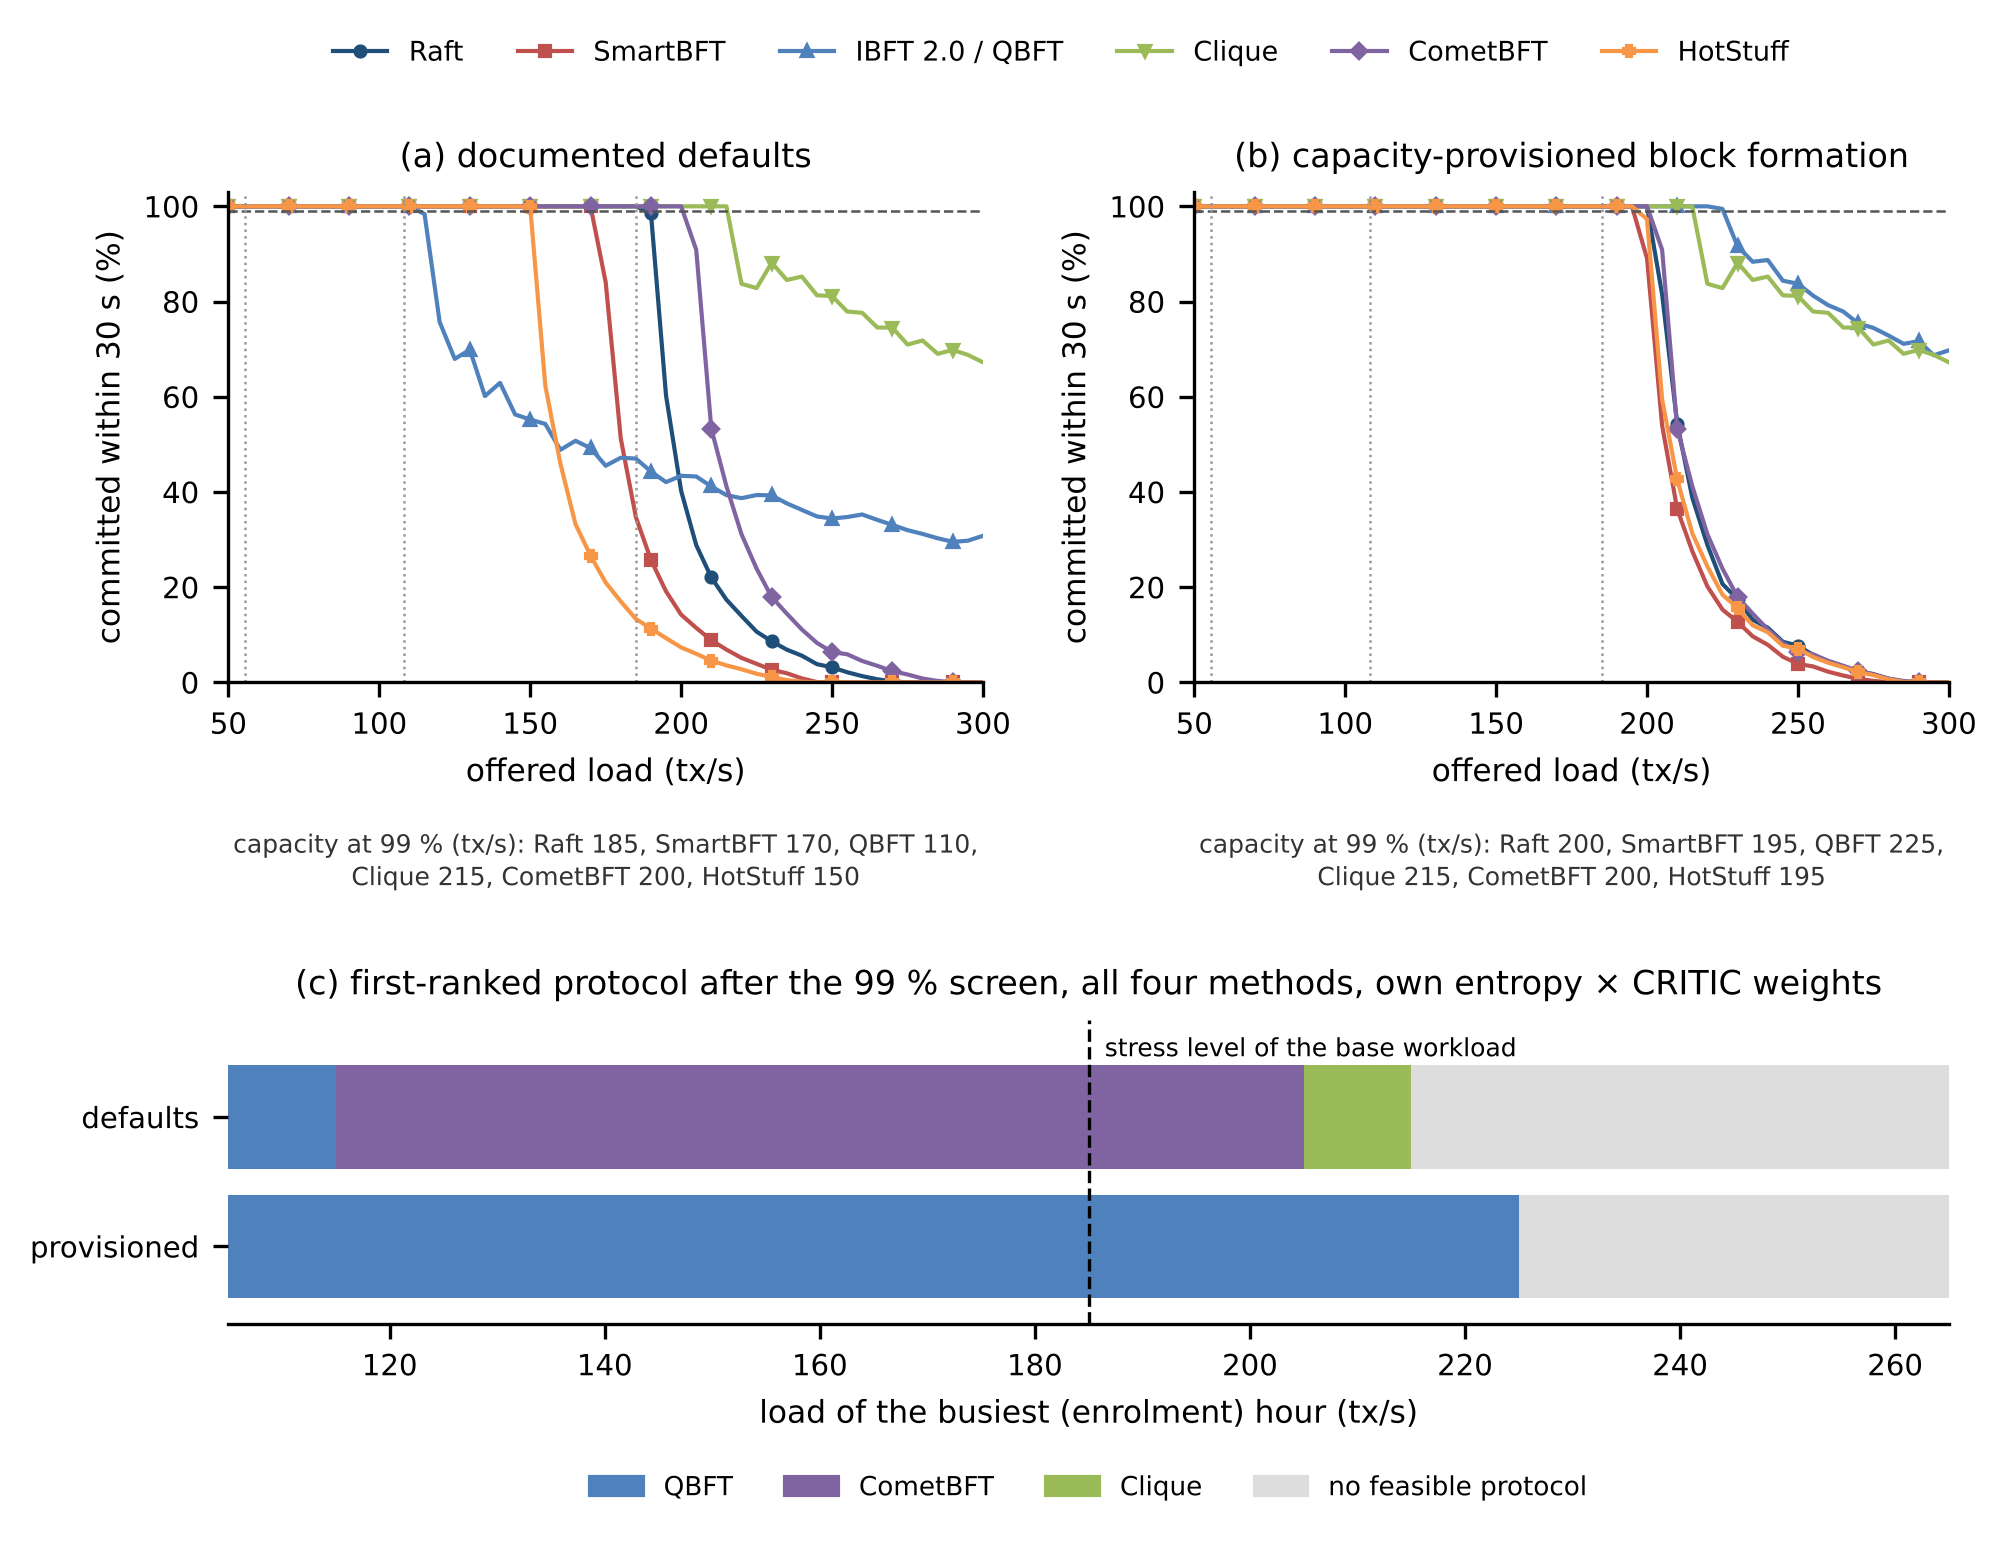 Raft SmartBFT IBFT 2.0 / QBFT Clique CometBFT HotStuff
(a) documented defaults
committed within 30 s (%)
100
80
60
40
20
0
50 100 150 200 250 300
offered load (tx/s)
capacity at 99 % (tx/s): Raft 185, SmartBFT 170, QBFT 110,
Clique 215, CometBFT 200, HotStuff 150
(b) capacity-provisioned block formation
committed within 30 s (%)
100
80
60
40
20
0
50 100 150 200 250 300
offered load (tx/s)
capacity at 99 % (tx/s): Raft 200, SmartBFT 195, QBFT 225,
Clique 215, CometBFT 200, HotStuff 195
(c) first-ranked protocol after the 99 % screen, all four methods, own entropy × CRITIC weights
stress level of the base workload
defaults
provisioned
120 140 160 180 200 220 240 260
load of the busiest (enrolment) hour (tx/s)
QBFT CometBFT Clique no feasible protocol